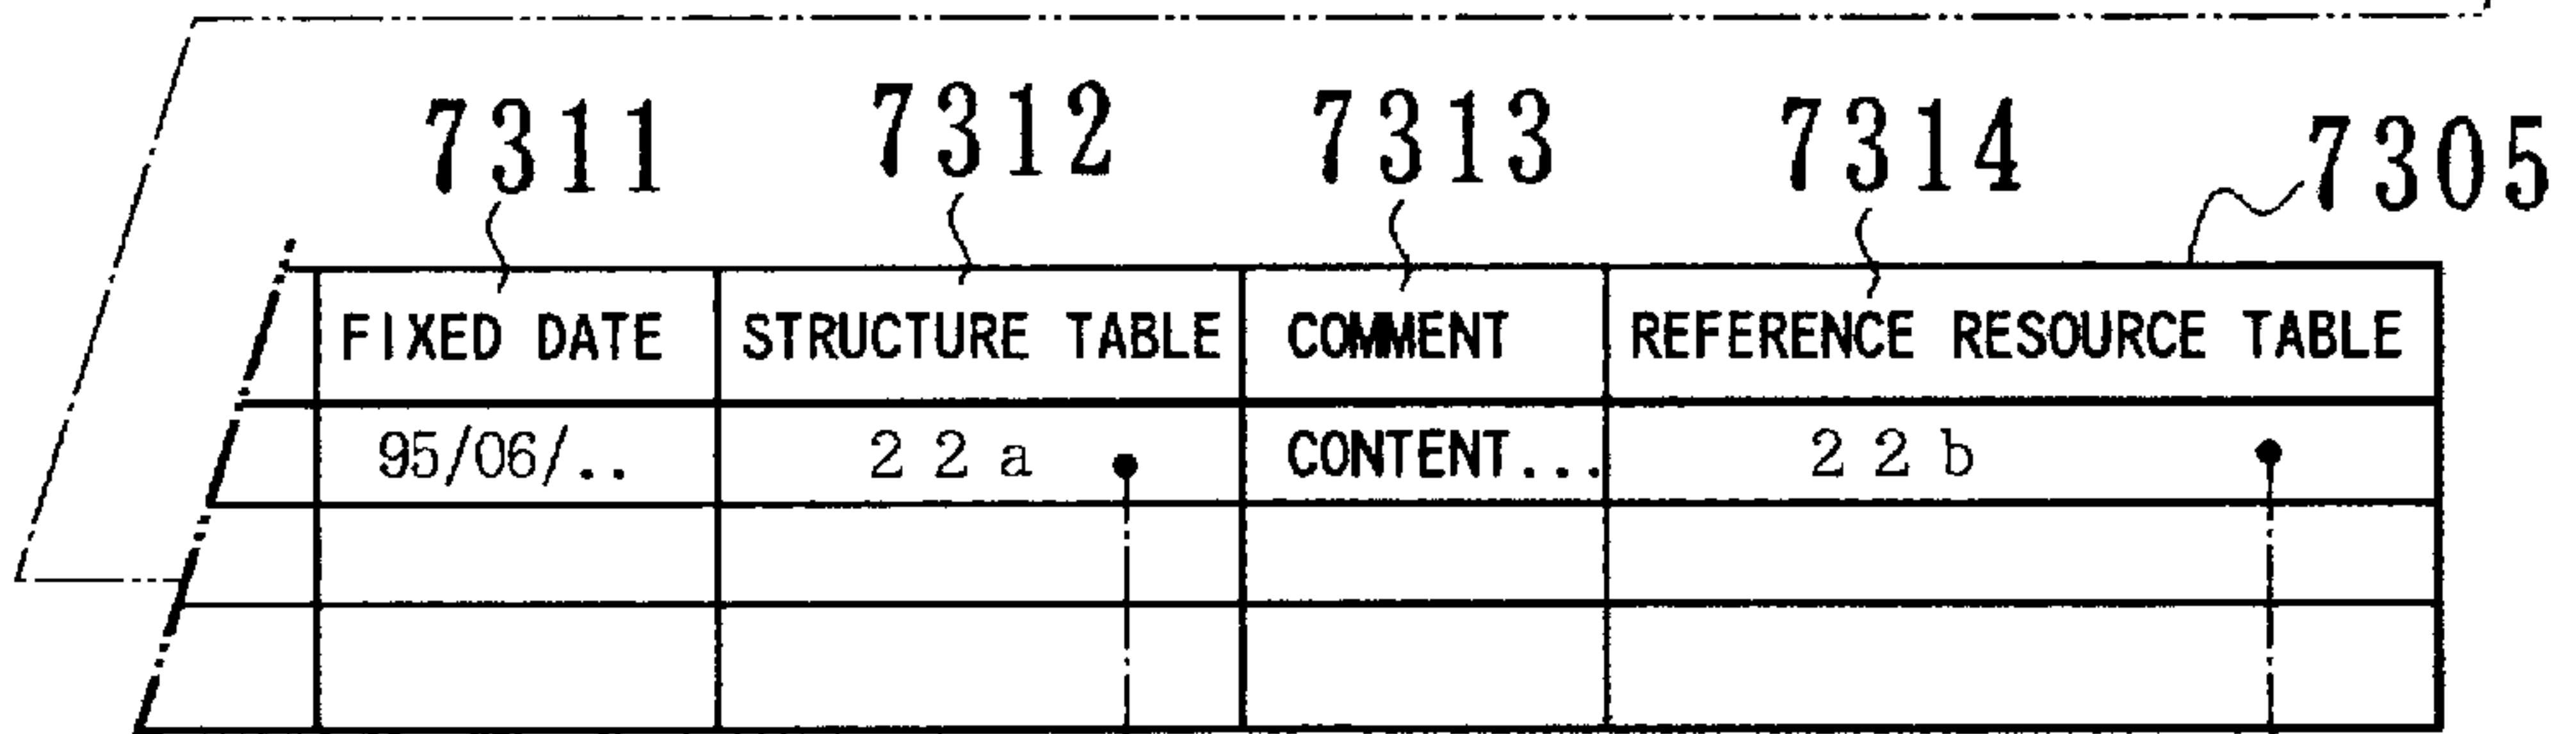 7311 7312 7313 7314 7305
FIXED DATE STRUCTURE TABLE COMMENT REFERENCE RESOURCE TABLE
95/06/.. 22a CONTENT... 22b